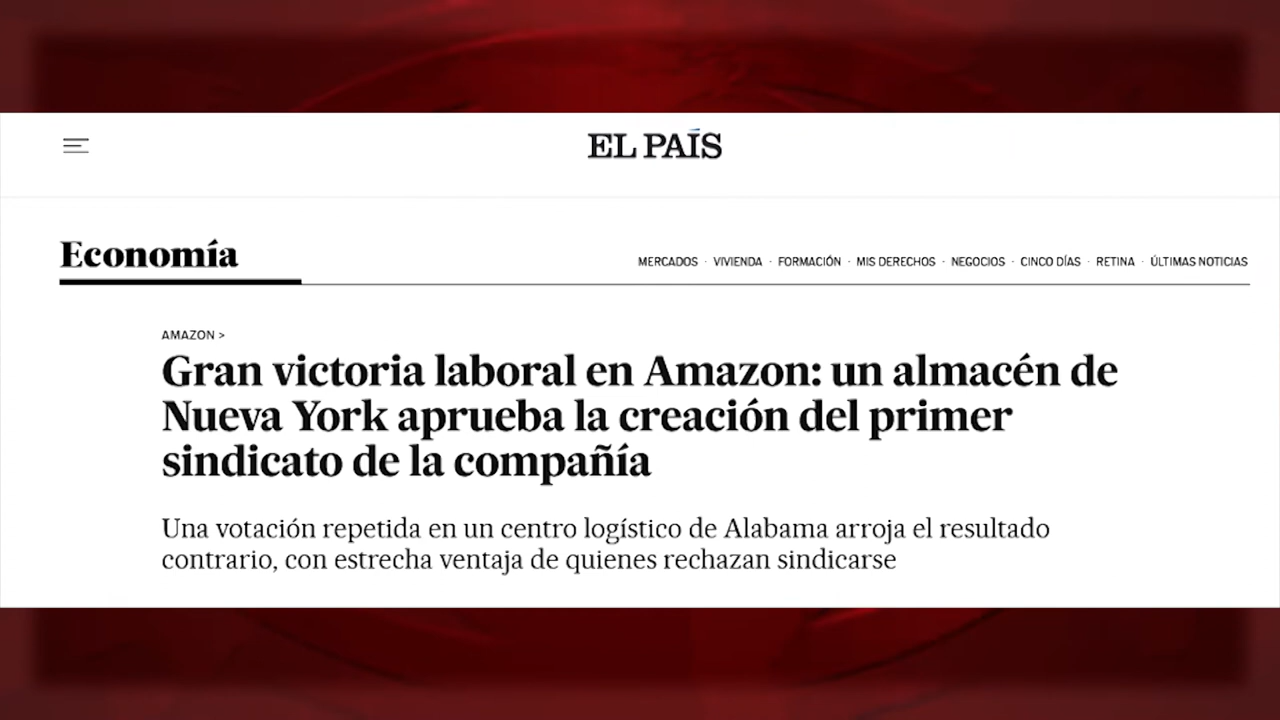 EL PAÍS
Economía
MERCADOS · VIVIENDA · FORMACIÓN · MIS DERECHOS · NEGOCIOS · CINCO DÍAS · RETINA · ÚLTIMAS NOTICIAS
AMAZON >
Gran victoria laboral en Amazon: un almacén de
Nueva York aprueba la creación del primer
sindicato de la compañía
Una votación repetida en un centro logístico de Alabama arroja el resultado
contrario, con estrecha ventaja de quienes rechazan sindicarse